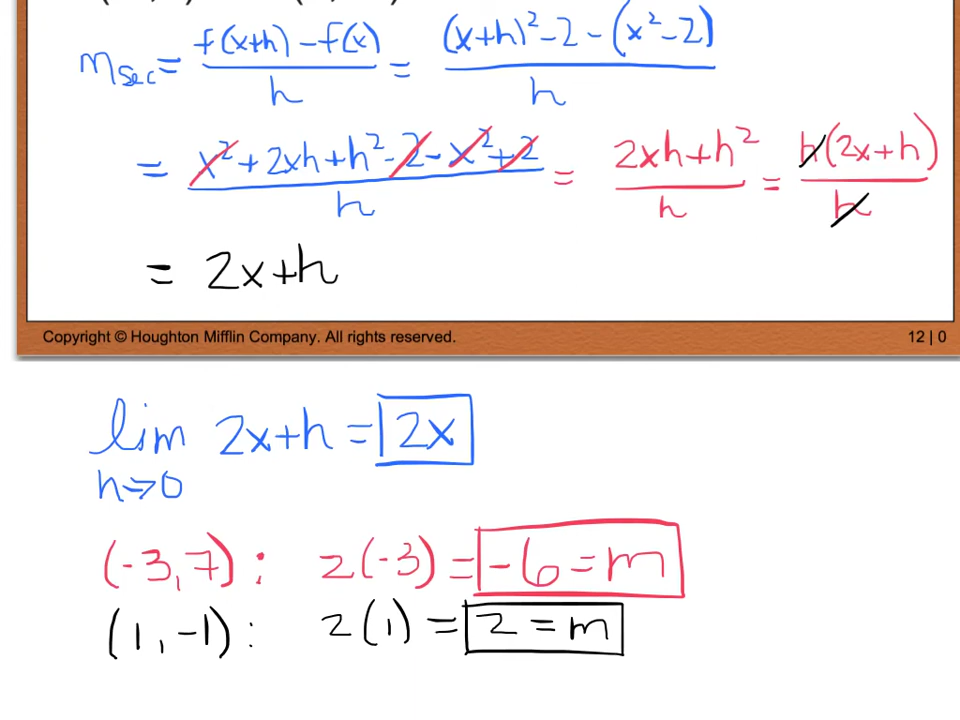 m_sec = (f(x+h) - f(x))/h = ((x+h)² - 2 - (x² - 2))/h
= (x² + 2xh + h² - 2 - x² + 2)/h = (2xh + h²)/h = (h(2x + h))/h
= 2x+h
Copyright © Houghton Mifflin Company. All rights reserved. 12 | 0
lim 2x+h = 2x
h→0
(-3, 7): 2(-3) = -6 = m
(1, -1): 2(1) = 2 = m